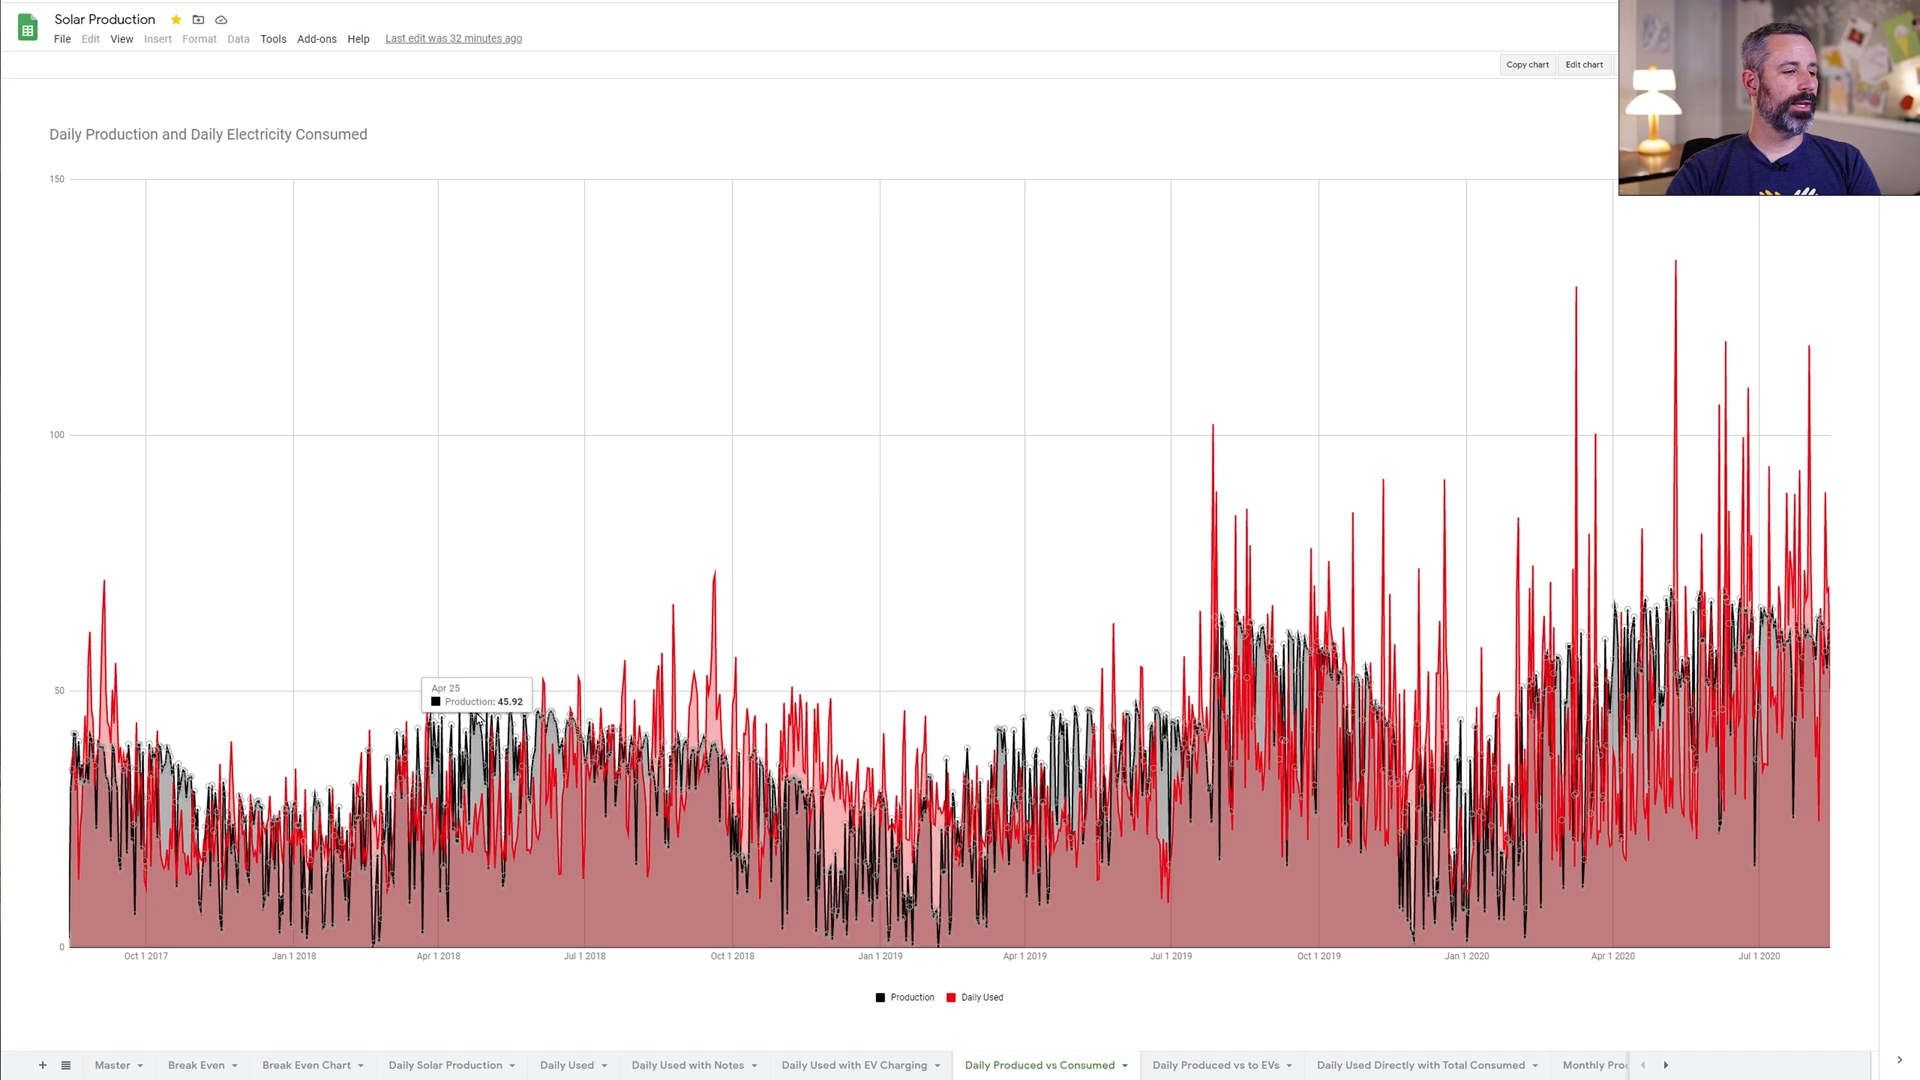 Solar Production
File Edit View Insert Format Data Tools Add-ons Help Last edit was 32 minutes ago
Copy chart Edit chart
Daily Production and Daily Electricity Consumed
150
100
50
0
Apr 25
Production: 45.92
Oct 1 2017 Jan 1 2018 Apr 1 2018 Jul 1 2018 Oct 1 2018 Jan 1 2019 Apr 1 2019 Jul 1 2019 Oct 1 2019 Jan 1 2020 Apr 1 2020 Jul 1 2020
Production Daily Used
Master Break Even Break Even Chart Daily Solar Production Daily Used Daily Used with Notes Daily Used with EV Charging Daily Produced vs Consumed Daily Produced vs to EVs Daily Used Directly with Total Consumed Monthly Pro